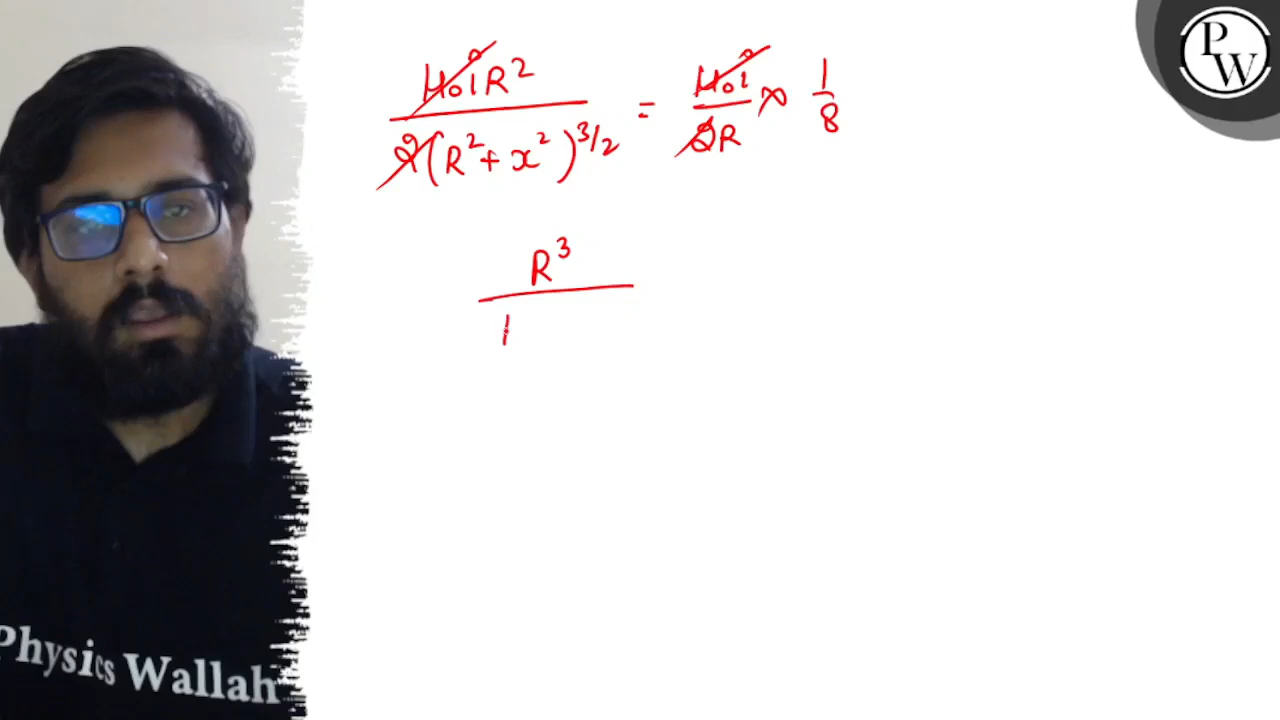 μ₀iR² / 2(R²+x²)^3/2 = μ₀i / 2R × 1/8
R³ / 1
PW
Physics Wallah